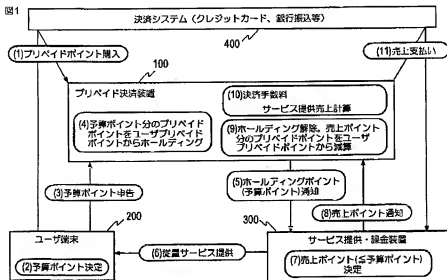 図1
決済システム(クレジットカード、銀行振込等)
400
(1)プリペイドポイント購入
(11)売上支払い
100
プリペイド決済装置
(10)決済手数料
サービス提供売上計算
(4)予算ポイント分のプリペイド
ポイントをユーザプリペイド
ポイントからホールディング
(9)ホールディング解除。売上ポイント
分のプリペイドポイントをユーザ
プリペイドポイントから減算
(3)予算ポイント申告
(5)ホールディングポイント
(予算ポイント)通知
(8)売上ポイント通知
200
300
ユーザ端末
(2)予算ポイント決定
(6)従量サービス提供
サービス提供・課金装置
(7)売上ポイント(≦予算ポイント)
決定